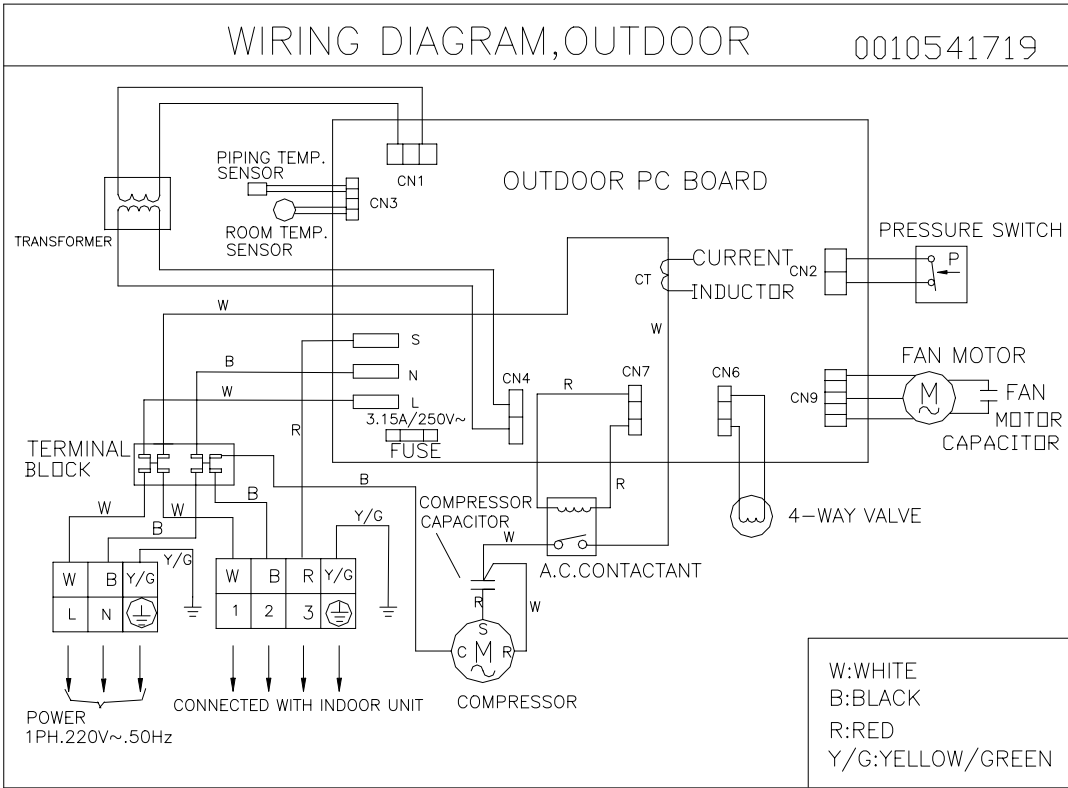 WIRING DIAGRAM,OUTDOOR
0010541719
PIPING TEMP.
SENSOR
CN1
CN3
ROOM TEMP.
SENSOR
TRANSFORMER
OUTDOOR PC BOARD
PRESSURE SWITCH
P
CURRENT
INDUCTOR
CT
CN2
W
W
S
B
N
W
L
3.15A/250V~
FUSE
R
CN4
R
CN7
CN6
CN9
FAN MOTOR
M
FAN
MOTOR
CAPACITOR
TERMINAL
BLOCK
B
R
COMPRESSOR
CAPACITOR
4-WAY VALVE
W
W
B
B
Y/G
Y/G
W
A.C.CONTACTANT
R
W
S
C M R
COMPRESSOR
W B Y/G
L N
W B R Y/G
1 2 3
POWER
1PH.220V~.50Hz
CONNECTED WITH INDOOR UNIT
W:WHITE
B:BLACK
R:RED
Y/G:YELLOW/GREEN